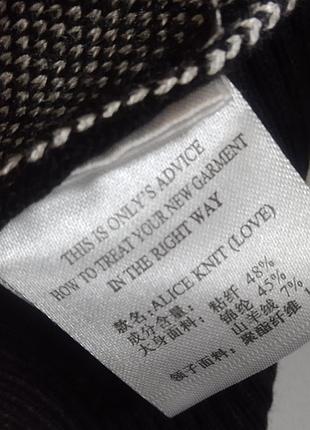 THIS IS ONLY'S ADVICE
HOW TO TREAT YOUR NEW GARMENT
IN THE RIGHT WAY
款名: ALICE KNIT (LOVE)
成分含量:
大身面料: 粘纤 48%
锦纶 45%
山羊绒 7%
领子面料: 聚酯纤维 1